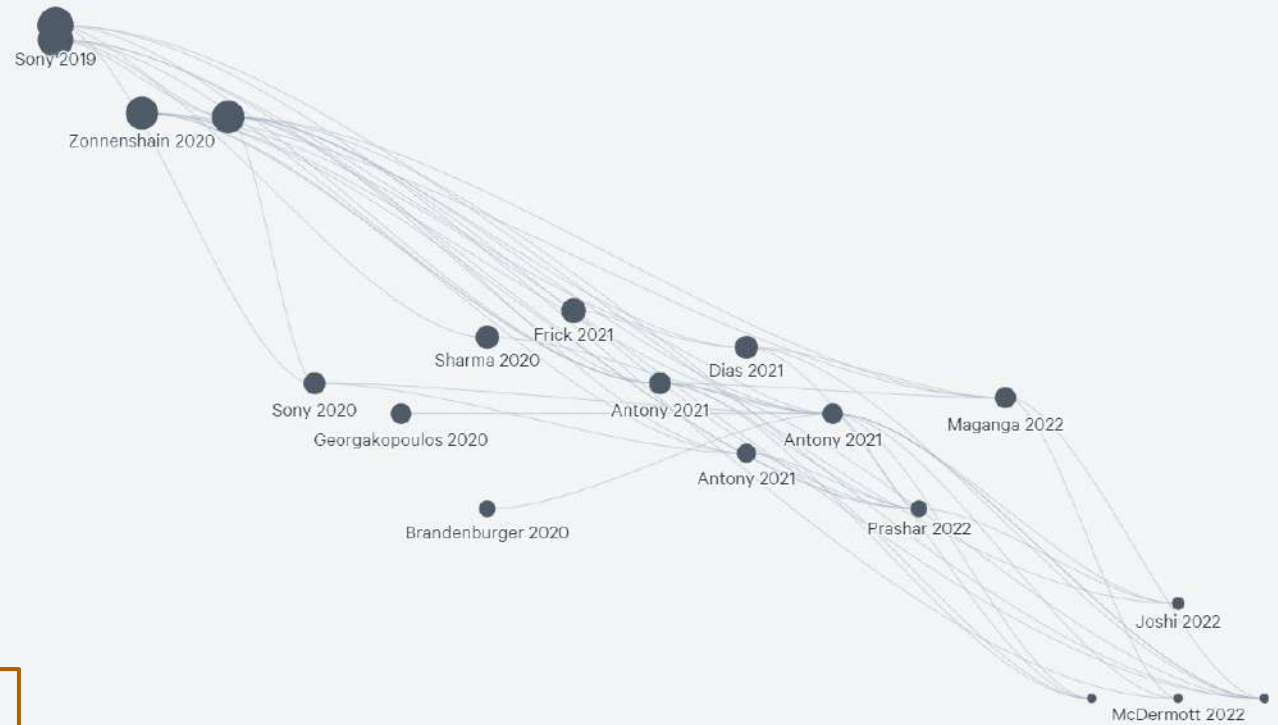 Sony 2019
Zonnenshain 2020
Frick 2021
Sharma 2020
Dias 2021
Sony 2020
Antony 2021
Maganga 2022
Georgakopoulos 2020
Antony 2021
Antony 2021
Prashar 2022
Brandenburger 2020
Joshi 2022
McDermott 2022